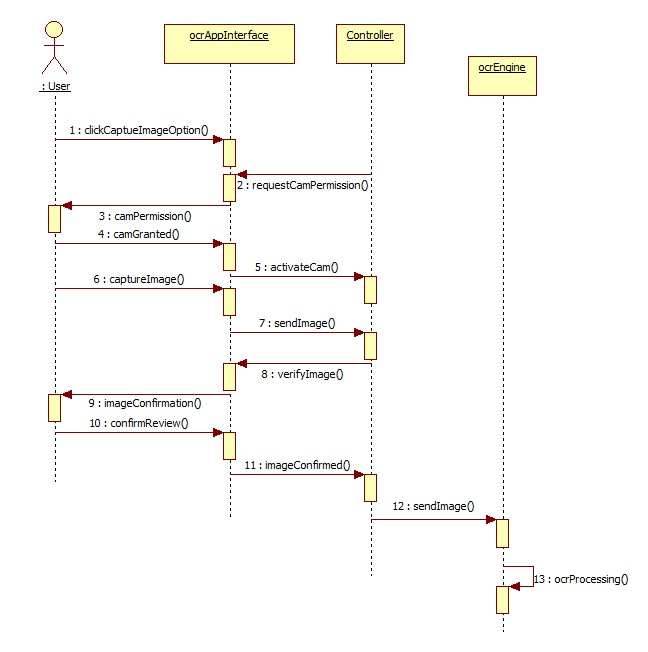 ocrAppInterface
Controller
ocrEngine
: User
1 : clickCaptueImageOption()
2 : requestCamPermission()
3 : camPermission()
4 : camGranted()
5 : activateCam()
6 : captureImage()
7 : sendImage()
8 : verifyImage()
9 : imageConfirmation()
10 : confirmReview()
11 : imageConfirmed()
12 : sendImage()
13 : ocrProcessing()